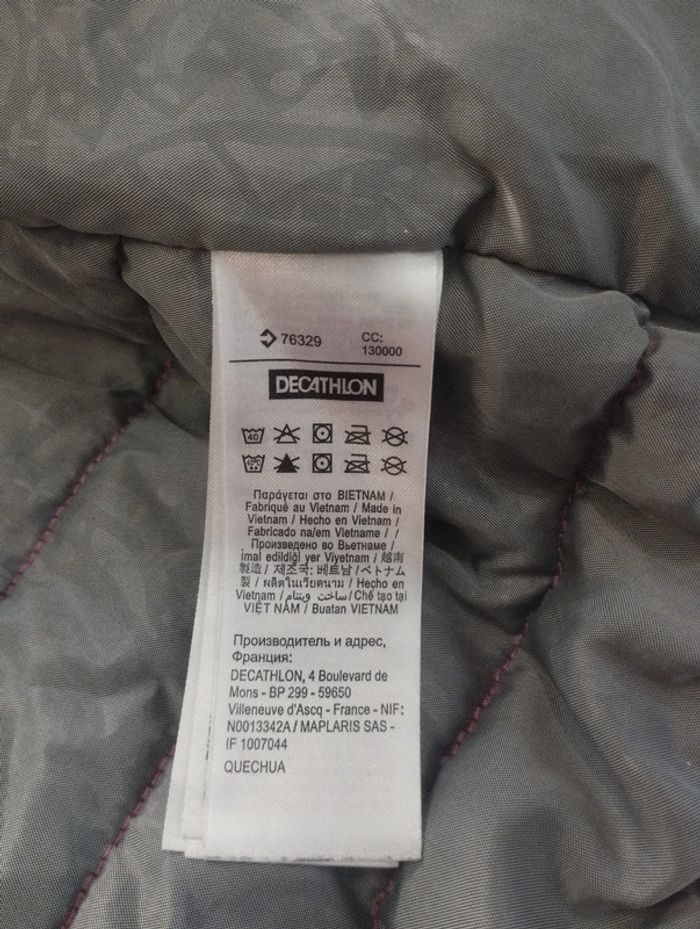 76329 CC:
130000
DECATHLON
40
Παράγεται στο ΒΙΕΤΝΑΜ /
Fabriqué au Vietnam / Made in
Vietnam / Hecho en Vietnam /
Fabricado na/em Vietname / /
Произведено во Вьетнаме /
imal edildiği yer Viyetnam / 越南
製造 / 제조국: 베트남 / ベトナム
製 / ผลิตในเวียดนาม / Hecho en
Vietnam / ساخت ويتنام / Chế tạo tại
VIỆT NAM / Buatan VIETNAM
Производитель и адрес,
Франция:
DECATHLON, 4 Boulevard de
Mons - BP 299 - 59650
Villeneuve d'Ascq - France - NIF:
N0013342A / MAPLARIS SAS -
IF 1007044
QUECHUA